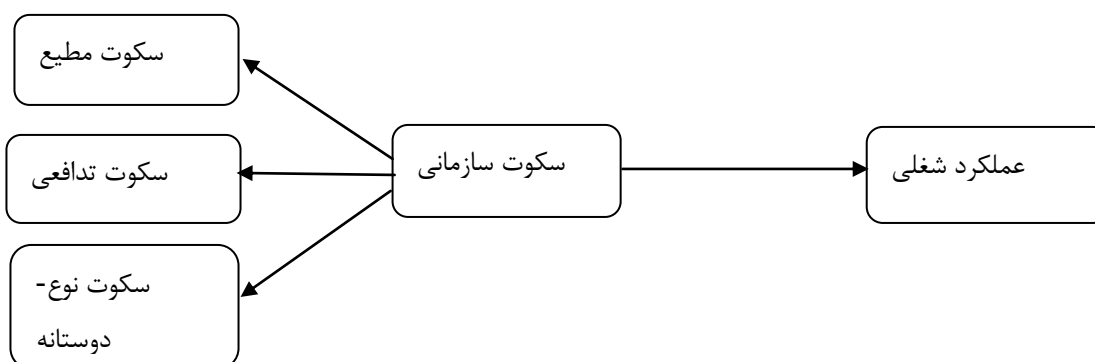 سکوت مطیع
سکوت سازمانی
عملکرد شغلی
سکوت تدافعی
سکوت نوع-
دوستانه